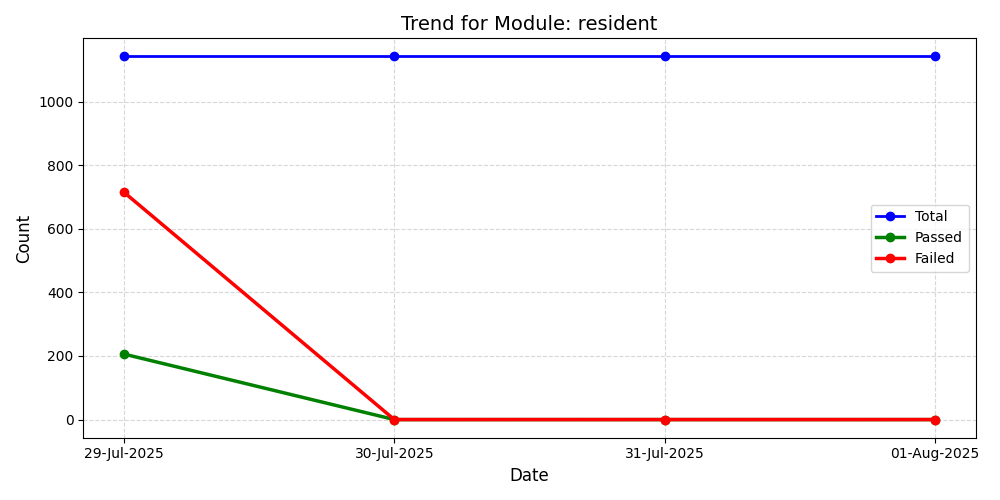 Trend for Module: resident
Count
1000
800
600
400
200
0
Total
Passed
Failed
29-Jul-2025
30-Jul-2025
31-Jul-2025
01-Aug-2025
Date